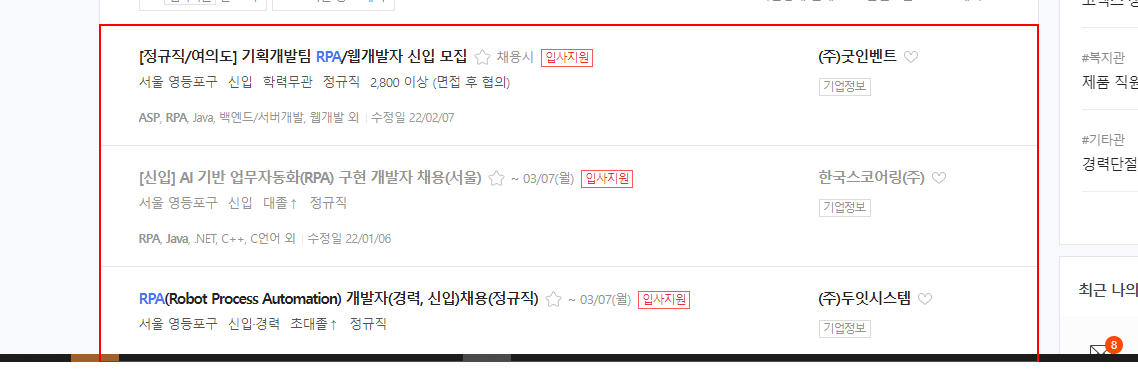 [정규직/여의도] 기획개발팀 RPA/웹개발자 신입 모집 채용시 입사지원
(주)굿인벤트
서울 영등포구 신입 학력무관 정규직 2,800 이상 (면접 후 협의)
기업정보
ASP, RPA, Java, 백엔드/서버개발, 웹개발 외 | 수정일 22/02/07
[신입] AI 기반 업무자동화(RPA) 구현 개발자 채용(서울) ~ 03/07(월) 입사지원
한국스코어링(주)
서울 영등포구 신입 대졸↑ 정규직
기업정보
RPA, Java, .NET, C++, C언어 외 | 수정일 22/01/06
RPA(Robot Process Automation) 개발자(경력, 신입)채용(정규직) ~ 03/07(월) 입사지원
(주)두잇시스템
서울 영등포구 신입·경력 초대졸↑ 정규직
기업정보
#복지관
제품 직원
#기타관
경력단절
최근 나의
8